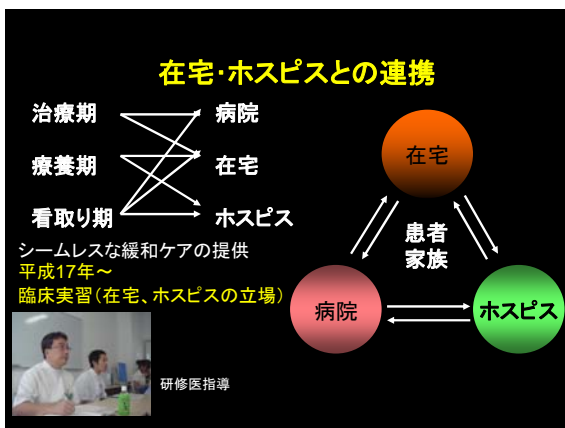 在宅・ホスピスとの連携
治療期
病院
療養期
在宅
看取り期
ホスピス
シームレスな緩和ケアの提供
平成17年～
臨床実習（在宅、ホスピスの立場）
研修医指導
在宅
患者
家族
病院
ホスピス